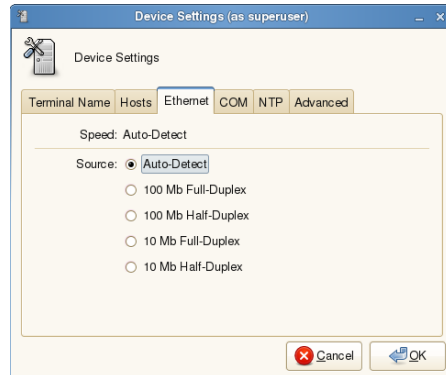 Device Settings (as superuser)
Device Settings
Terminal Name Hosts Ethernet COM NTP Advanced
Speed: Auto-Detect
Source: Auto-Detect
100 Mb Full-Duplex
100 Mb Half-Duplex
10 Mb Full-Duplex
10 Mb Half-Duplex
Cancel OK